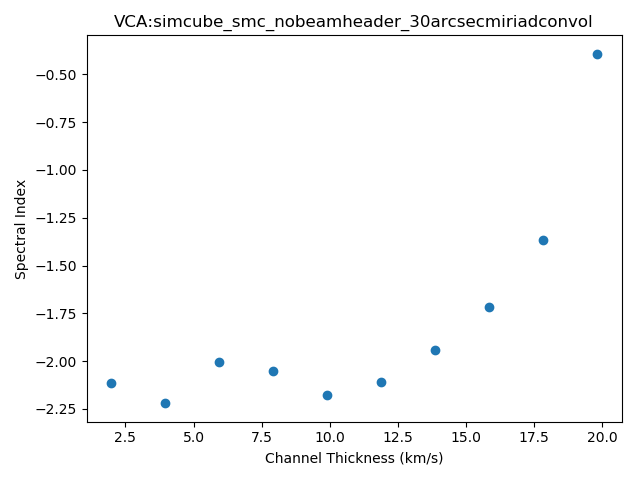 VCA:simcube_smc_nobeamheader_30arcsecmiriadconvol
−0.50
−0.75
−1.00
−1.25
−1.50
−1.75
−2.00
−2.25
Spectral Index
2.5 5.0 7.5 10.0 12.5 15.0 17.5 20.0
Channel Thickness (km/s)